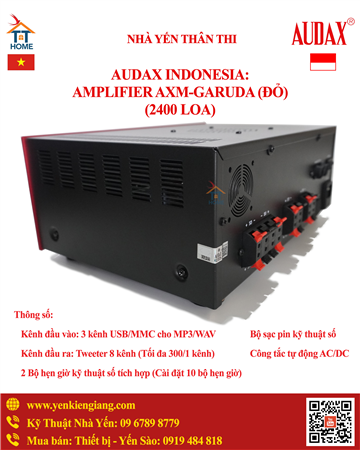 TT
HOME
NHÀ YẾN THÂN THI
AUDAX
AUDAX INDONESIA:
AMPLIFIER AXM-GARUDA (ĐỎ)
(2400 LOA)
Thông số:
Kênh đầu vào: 3 kênh USB/MMC cho MP3/WAV
Bộ sạc pin kỹ thuật số
Kênh đầu ra: Tweeter 8 kênh (Tối đa 300/1 kênh)
Công tắc tự động AC/DC
2 Bộ hẹn giờ kỹ thuật số tích hợp (Cài đặt 10 bộ hẹn giờ)
www.yenkiengiang.com
Kỹ Thuật Nhà Yến: 09 6789 8779
Mua bán: Thiết bị - Yến Sào: 0919 484 818